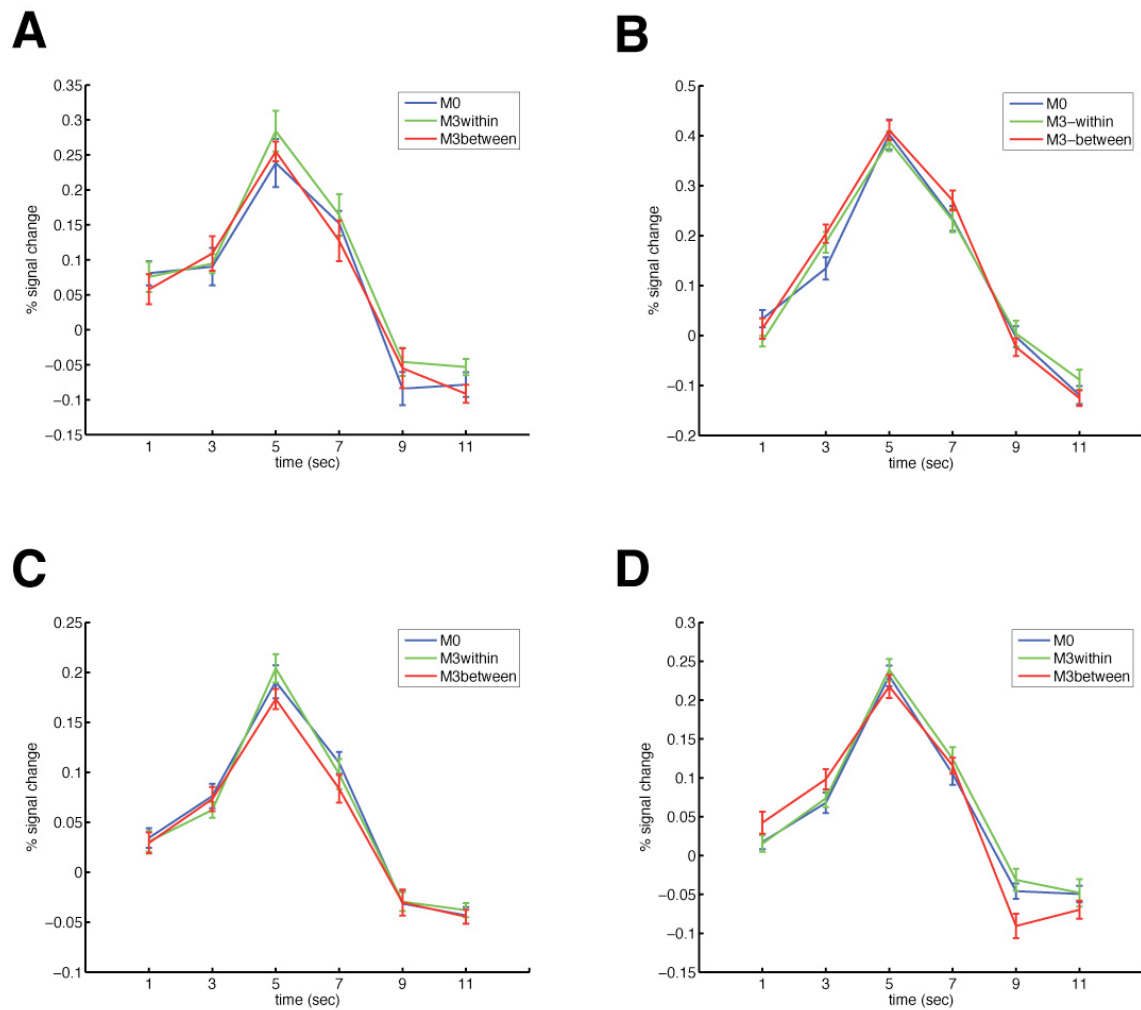 A
0.35
0.3
0.25
0.2
0.15
0.1
0.05
0
−0.05
−0.1
−0.15
% signal change
M0
M3within
M3between
1 3 5 7 9 11
time (sec)
B
0.5
0.4
0.3
0.2
0.1
0
−0.1
−0.2
% signal change
M0
M3−within
M3−between
1 3 5 7 9 11
time (sec)
C
0.25
0.2
0.15
0.1
0.05
0
−0.05
−0.1
% signal change
M0
M3within
M3between
1 3 5 7 9 11
time (sec)
D
0.3
0.25
0.2
0.15
0.1
0.05
0
−0.05
−0.1
−0.15
% signal change
M0
M3within
M3between
1 3 5 7 9 11
time (sec)